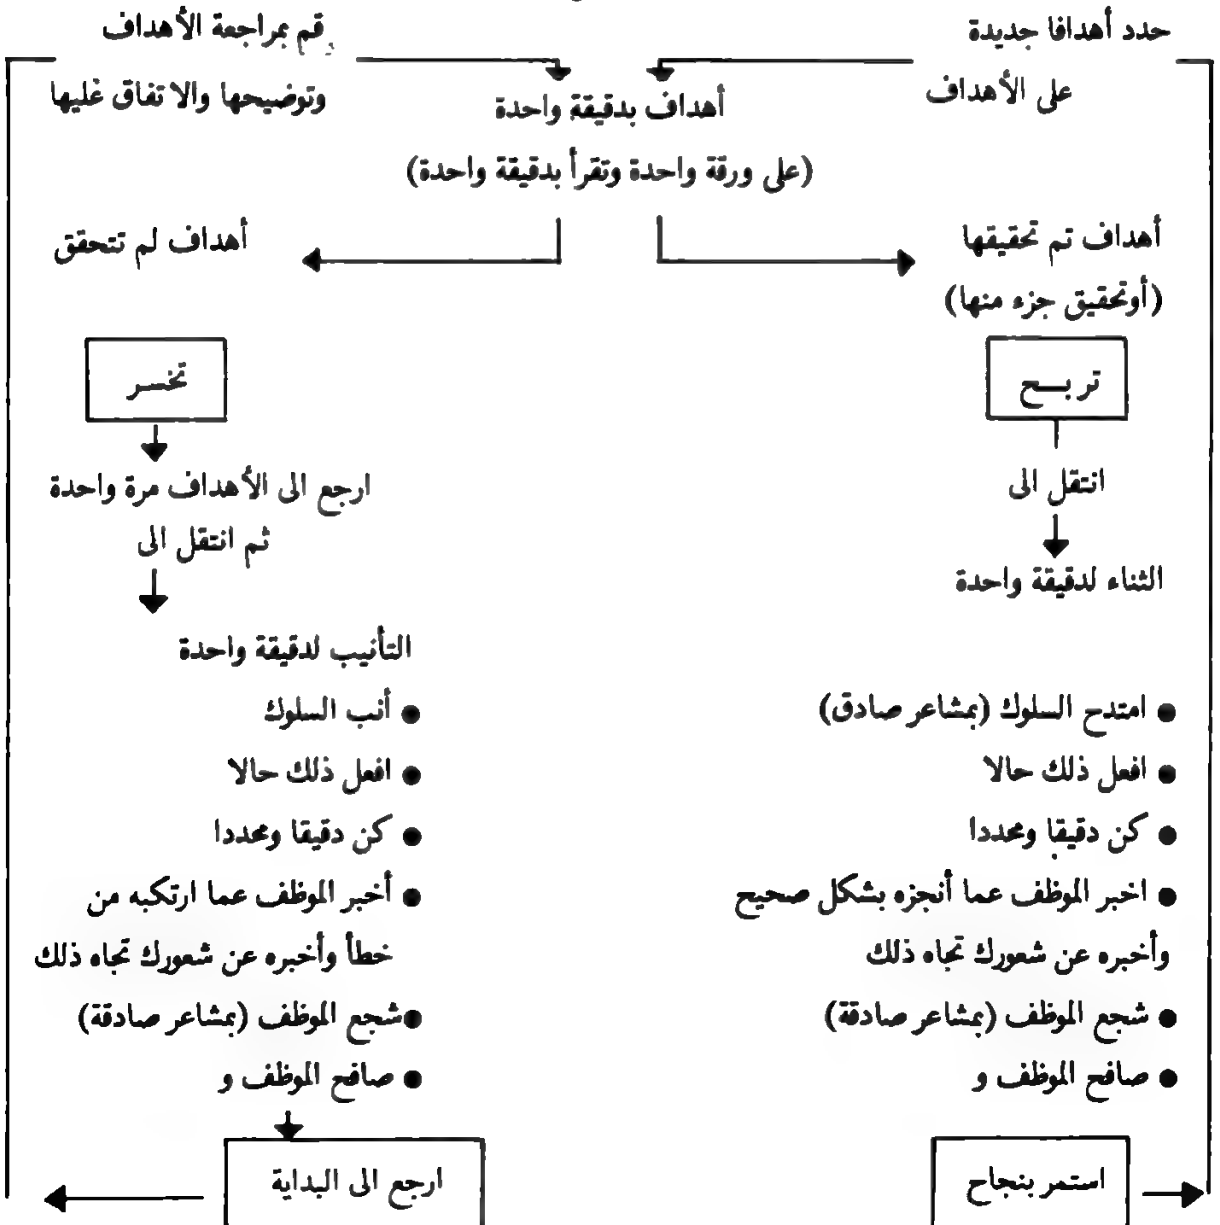 حدد أهدافا جديدة
على الأهداف
قم بمراجعة الأهداف
وتوضيحها والاتفاق غليها
أهداف بدقيقة واحدة
(على ورقة واحدة وتقرأ بدقيقة واحدة)
أهداف تم تحقيقها
(أوتحقيق جزء منها)
تربــح
انتقل الى
الثناء لدقيقة واحدة
● امتدح السلوك (بمشاعر صادق)
● افعل ذلك حالا
● كن دقيقا ومحددا
● اخبر الموظف عما أنجزه بشكل صحيح
وأخبره عن شعورك تجاه ذلك
● شجع الموظف (بمشاعر صادقة)
● صافح الموظف و
استمر بنجاح
أهداف لم تتحقق
تخسر
ارجع الى الأهداف مرة واحدة
ثم انتقل الى
التأنيب لدقيقة واحدة
● أنب السلوك
● افعل ذلك حالا
● كن دقيقا ومحددا
● أخبر الموظف عما ارتكبه من
خطأ وأخبره عن شعورك تجاه ذلك
● شجع الموظف (بمشاعر صادقة)
● صافح الموظف و
ارجع الى البداية